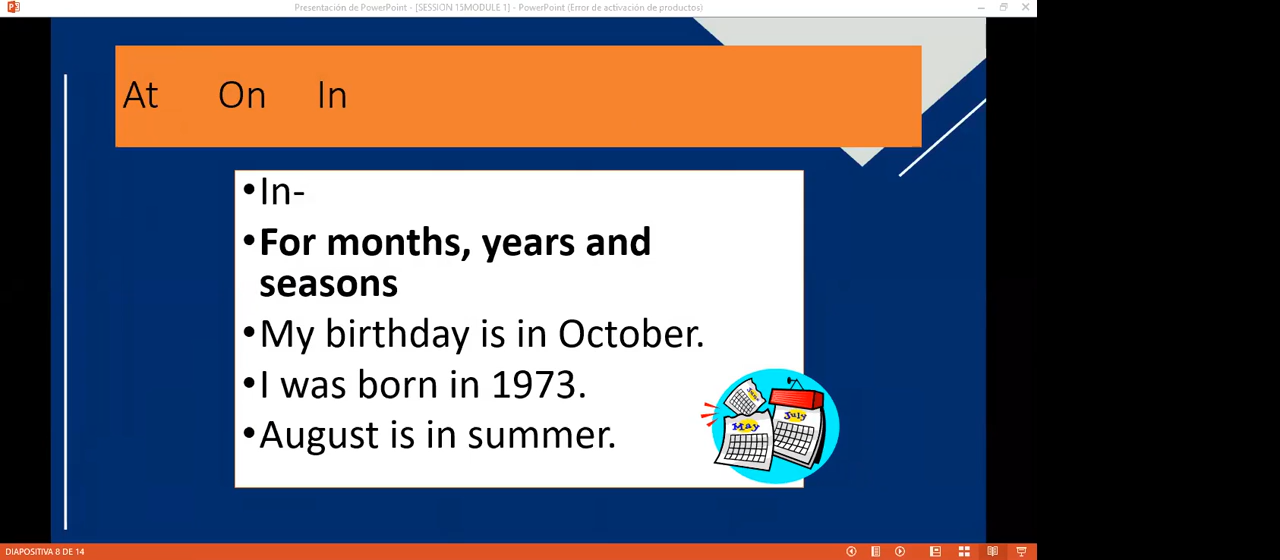 Presentación de PowerPoint - [SESSION 15MODULE 1] - PowerPoint (Error de activación de productos)
At On In
•In-
•For months, years and
seasons
•My birthday is in October.
•I was born in 1973.
•August is in summer.
May
July
DIAPOSITIVA 8 DE 14